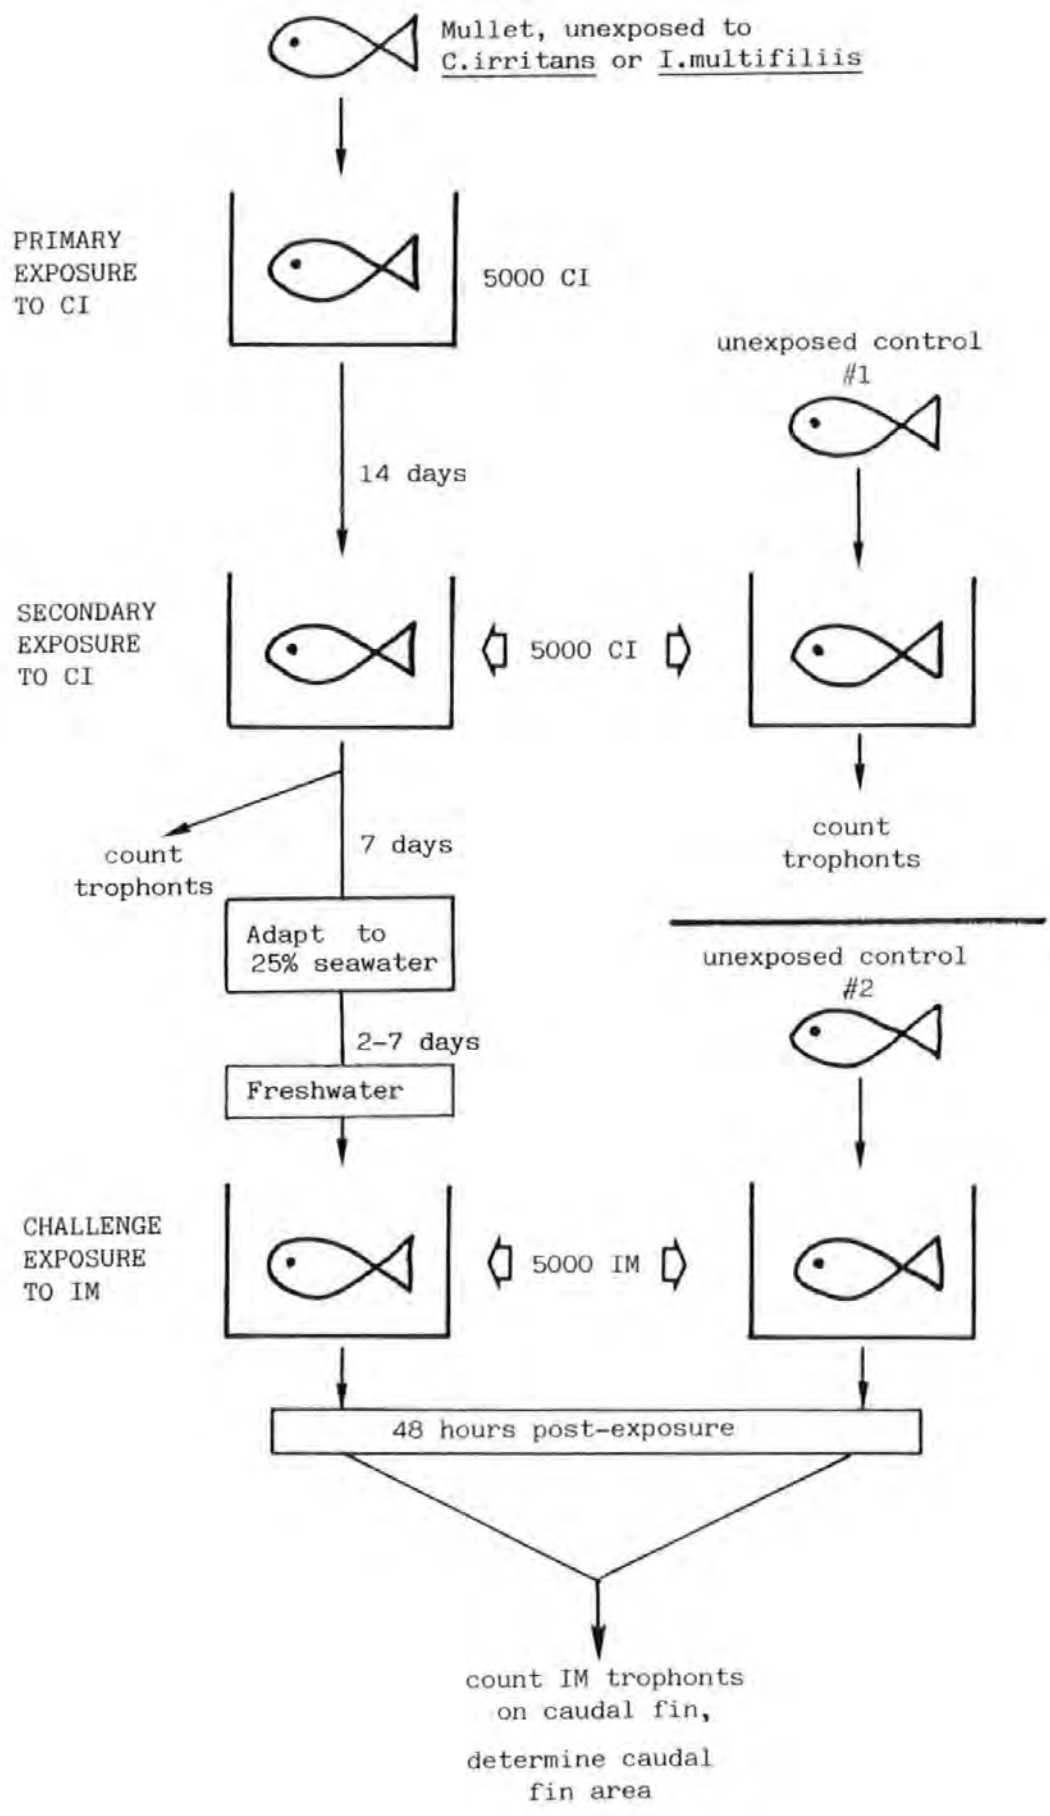 Mullet, unexposed to
C.irritans or I.multifiliis
PRIMARY
EXPOSURE
TO CI
5000 CI
unexposed control
#1
14 days
SECONDARY
EXPOSURE
TO CI
5000 CI
count
trophonts
7 days
count
trophonts
Adapt to
25% seawater
unexposed control
#2
2-7 days
Freshwater
CHALLENGE
EXPOSURE
TO IM
5000 IM
48 hours post-exposure
count IM trophonts
on caudal fin,
determine caudal
fin area